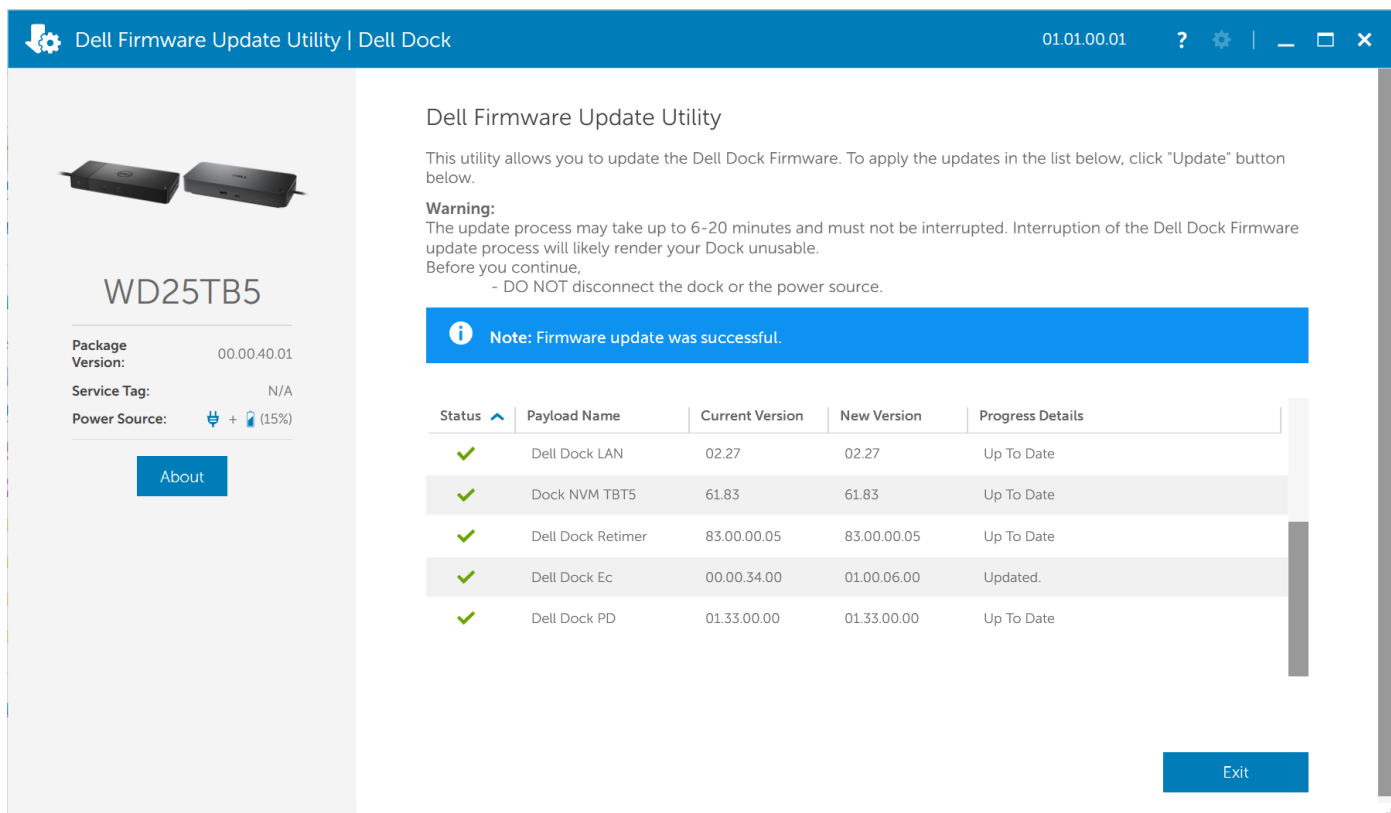 Dell Firmware Update Utility | Dell Dock
01.01.00.01
?
Dell Firmware Update Utility
This utility allows you to update the Dell Dock Firmware. To apply the updates in the list below, click "Update" button
below.
Warning:
The update process may take up to 6-20 minutes and must not be interrupted. Interruption of the Dell Dock Firmware
update process will likely render your Dock unusable.
Before you continue,
- DO NOT disconnect the dock or the power source.
WD25TB5
Package
Version:
00.00.40.01
Service Tag: N/A
Power Source: + (15%)
About
Note: Firmware update was successful.
Status Payload Name Current Version New Version Progress Details
Dell Dock LAN 02.27 02.27 Up To Date
Dock NVM TBT5 61.83 61.83 Up To Date
Dell Dock Retimer 83.00.00.05 83.00.00.05 Up To Date
Dell Dock Ec 00.00.34.00 01.00.06.00 Updated.
Dell Dock PD 01.33.00.00 01.33.00.00 Up To Date
Exit